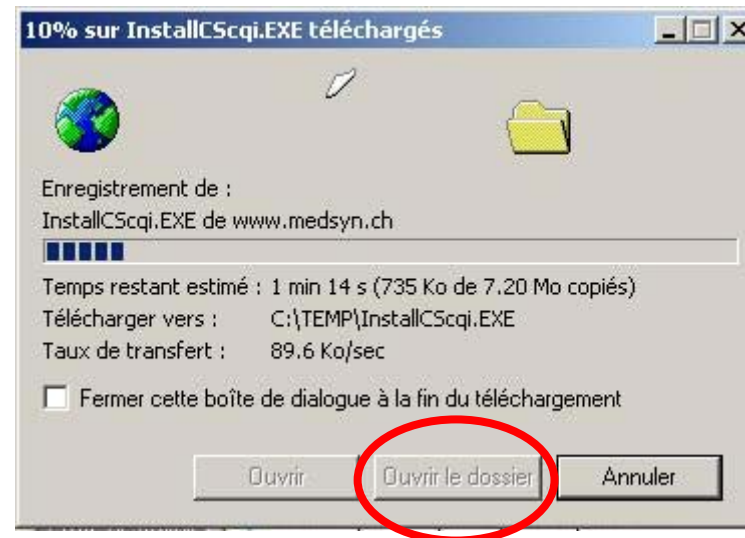 10% sur InstallCScqi.EXE téléchargés
Enregistrement de :
InstallCScqi.EXE de www.medsyn.ch
Temps restant estimé : 1 min 14 s (735 Ko de 7.20 Mo copiés)
Télécharger vers : C:\TEMP\InstallCScqi.EXE
Taux de transfert : 89.6 Ko/sec
Fermer cette boîte de dialogue à la fin du téléchargement
Ouvrir Ouvrir le dossier Annuler